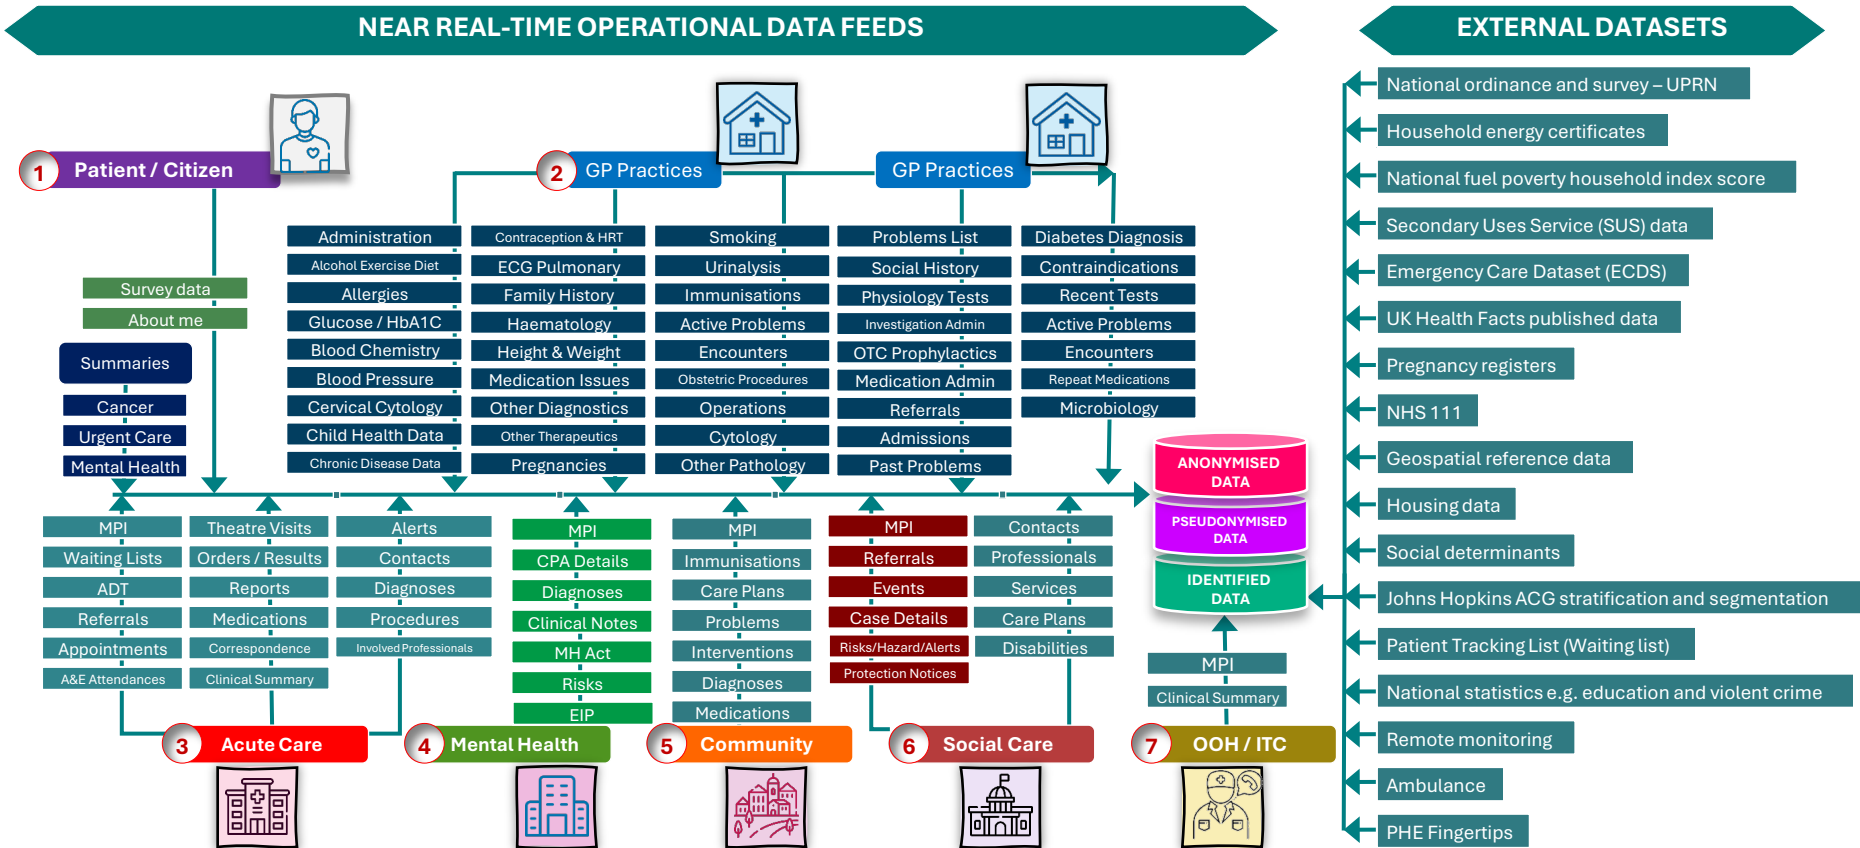 NEAR REAL-TIME OPERATIONAL DATA FEEDS
EXTERNAL DATASETS
1
Patient / Citizen
2
GP Practices
GP Practices
Survey data
About me
Summaries
Cancer
Urgent Care
Mental Health
Administration
Alcohol Exercise Diet
Allergies
Glucose / HbA1C
Blood Chemistry
Blood Pressure
Cervical Cytology
Child Health Data
Chronic Disease Data
Contraception & HRT
ECG Pulmonary
Family History
Haematology
Height & Weight
Medication Issues
Other Diagnostics
Other Therapeutics
Pregnancies
Smoking
Urinalysis
Immunisations
Active Problems
Encounters
Obstetric Procedures
Operations
Cytology
Other Pathology
Problems List
Social History
Physiology Tests
Investigation Admin
OTC Prophylactics
Medication Admin
Referrals
Admissions
Past Problems
Diabetes Diagnosis
Contraindications
Recent Tests
Active Problems
Encounters
Repeat Medications
Microbiology
ANONYMISED
DATA
PSEUDONYMISED
DATA
IDENTIFIED
DATA
MPI
Waiting Lists
ADT
Referrals
Appointments
A&E Attendances
Theatre Visits
Orders / Results
Reports
Medications
Correspondence
Clinical Summary
Alerts
Contacts
Diagnoses
Procedures
Involved Professionals
3
Acute Care
MPI
CPA Details
Diagnoses
Clinical Notes
MH Act
Risks
EIP
4
Mental Health
MPI
Immunisations
Care Plans
Problems
Interventions
Diagnoses
Medications
5
Community
MPI
Referrals
Events
Case Details
Risks/Hazard/Alerts
Protection Notices
Contacts
Professionals
Services
Care Plans
Disabilities
6
Social Care
MPI
Clinical Summary
7
OOH / ITC
National ordinance and survey – UPRN
Household energy certificates
National fuel poverty household index score
Secondary Uses Service (SUS) data
Emergency Care Dataset (ECDS)
UK Health Facts published data
Pregnancy registers
NHS 111
Geospatial reference data
Housing data
Social determinants
Johns Hopkins ACG stratification and segmentation
Patient Tracking List (Waiting list)
National statistics e.g. education and violent crime
Remote monitoring
Ambulance
PHE Fingertips